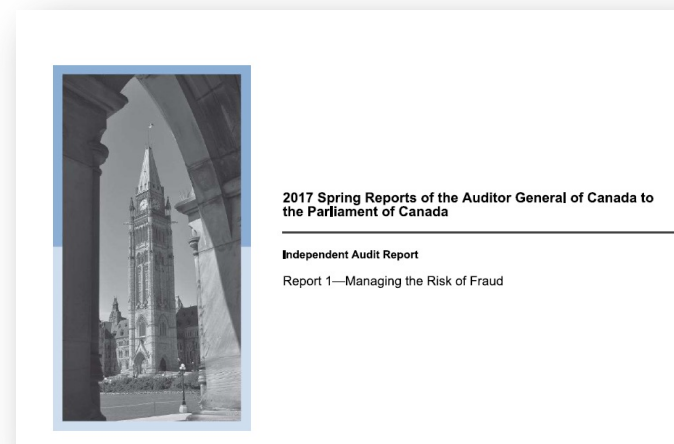 2017 Spring Reports of the Auditor General of Canada to
the Parliament of Canada
Independent Audit Report
Report 1—Managing the Risk of Fraud